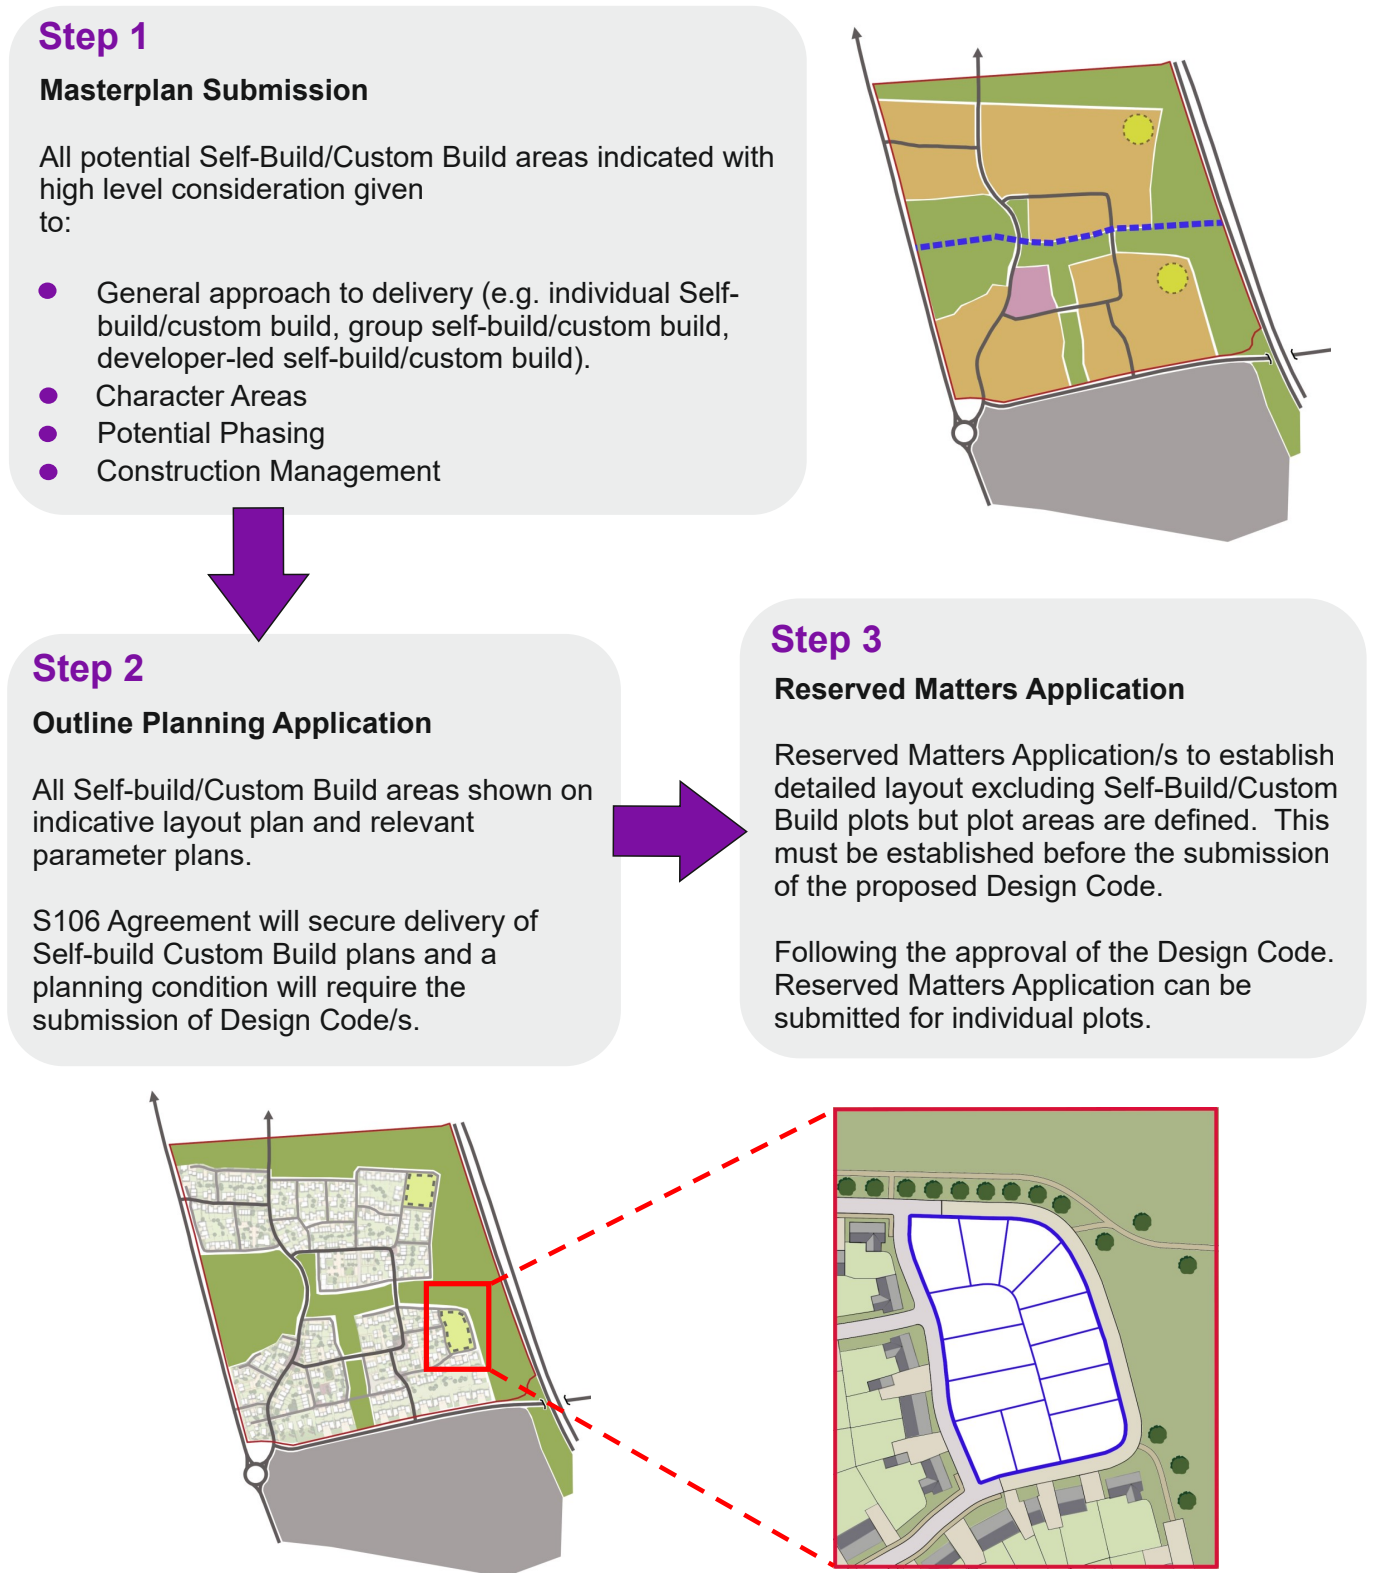 Step 1
Masterplan Submission
All potential Self-Build/Custom Build areas indicated with
high level consideration given
to:
General approach to delivery (e.g. individual Self-
build/custom build, group self-build/custom build,
developer-led self-build/custom build).
Character Areas
Potential Phasing
Construction Management
Step 2
Outline Planning Application
All Self-build/Custom Build areas shown on
indicative layout plan and relevant
parameter plans.
S106 Agreement will secure delivery of
Self-build Custom Build plans and a
planning condition will require the
submission of Design Code/s.
Step 3
Reserved Matters Application
Reserved Matters Application/s to establish
detailed layout excluding Self-Build/Custom
Build plots but plot areas are defined.  This
must be established before the submission
of the proposed Design Code.
Following the approval of the Design Code.
Reserved Matters Application can be
submitted for individual plots.